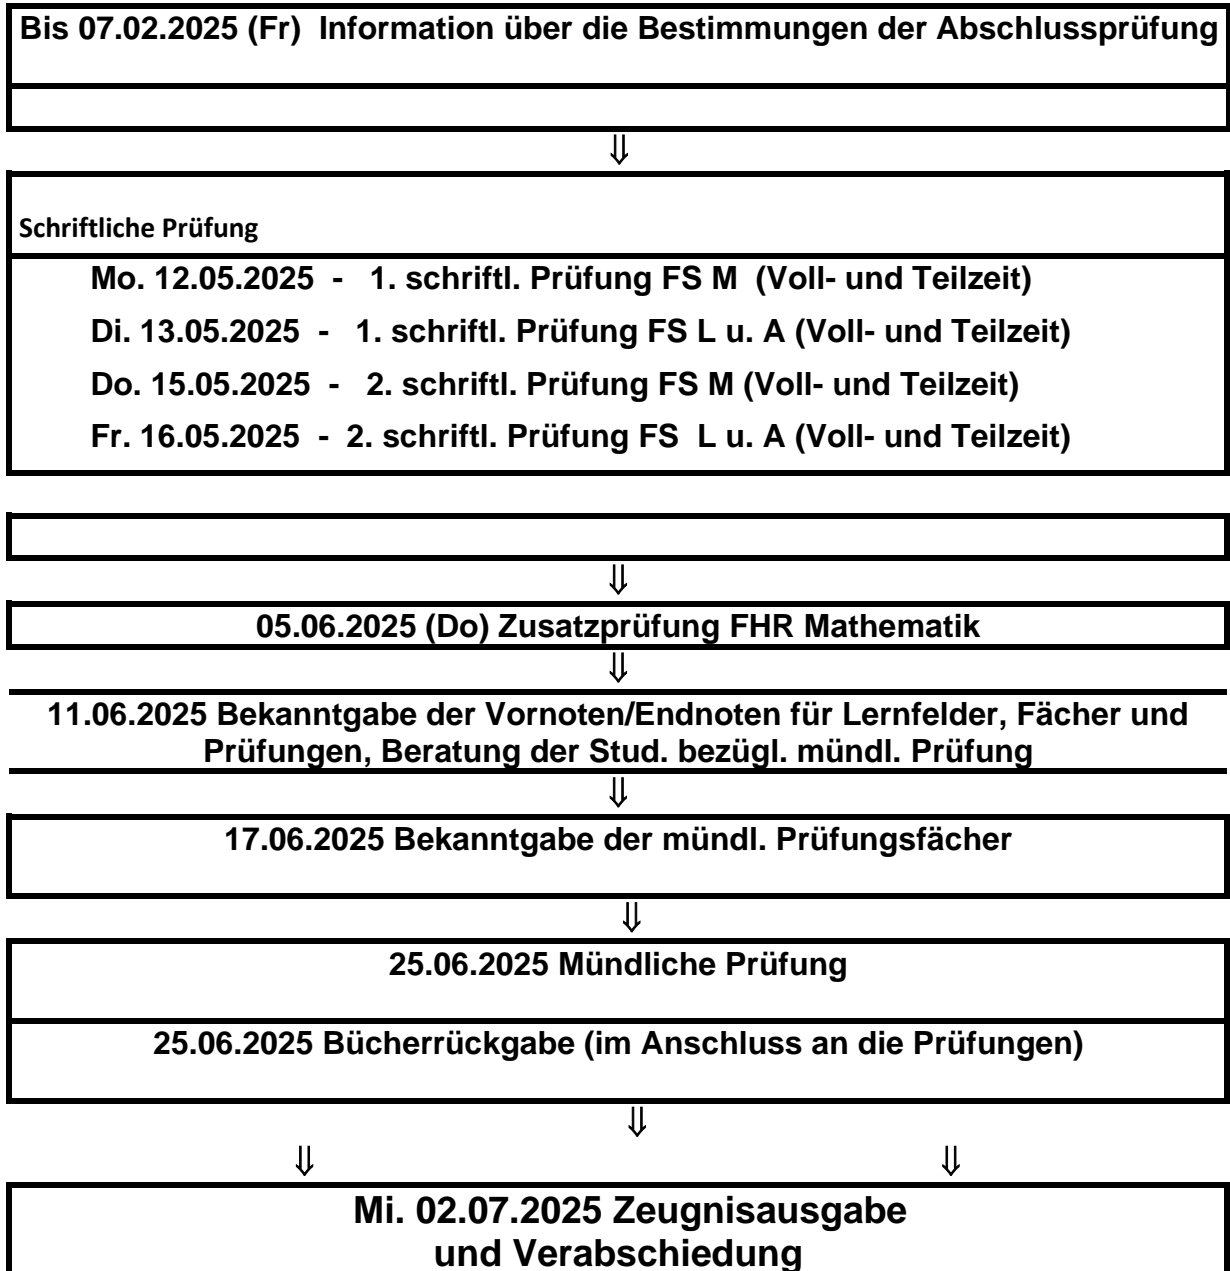 Bis 07.02.2025 (Fr)  Information über die Bestimmungen der Abschlussprüfung
⇓
Schriftliche Prüfung
Mo. 12.05.2025  -   1. schriftl. Prüfung FS M  (Voll- und Teilzeit)
Di. 13.05.2025  -   1. schriftl. Prüfung FS L u. A (Voll- und Teilzeit)
Do. 15.05.2025  -   2. schriftl. Prüfung FS M (Voll- und Teilzeit)
Fr. 16.05.2025  -  2. schriftl. Prüfung FS  L u. A (Voll- und Teilzeit)
⇓
05.06.2025 (Do) Zusatzprüfung FHR Mathematik
⇓
11.06.2025 Bekanntgabe der Vornoten/Endnoten für Lernfelder, Fächer und
Prüfungen, Beratung der Stud. bezügl. mündl. Prüfung
⇓
17.06.2025 Bekanntgabe der mündl. Prüfungsfächer
⇓
25.06.2025 Mündliche Prüfung
25.06.2025 Bücherrückgabe (im Anschluss an die Prüfungen)
⇓
⇓ ⇓
Mi. 02.07.2025 Zeugnisausgabe
und Verabschiedung